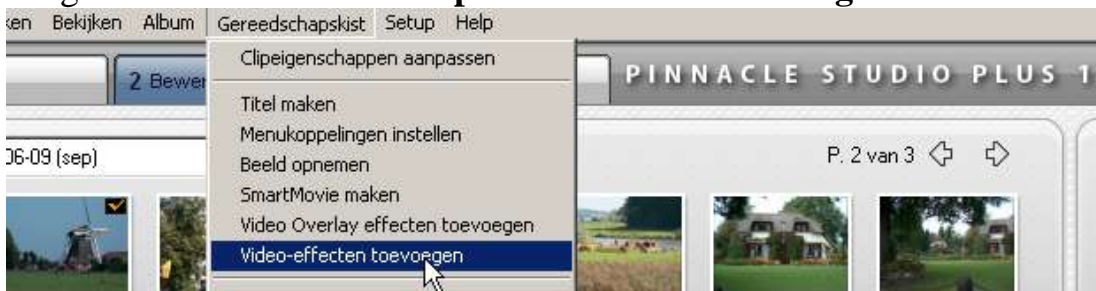 ken Bekijken Album Gereedschapskist Setup Help
Clipeigenschappen aanpassen
2 Bewer
PINNACLE STUDIO PLUS 1
Titel maken
Menukoppelingen instellen
06-09 (sep)
Beeld opnemen
P. 2 van 3
SmartMovie maken
Video Overlay effecten toevoegen
Video-effecten toevoegen